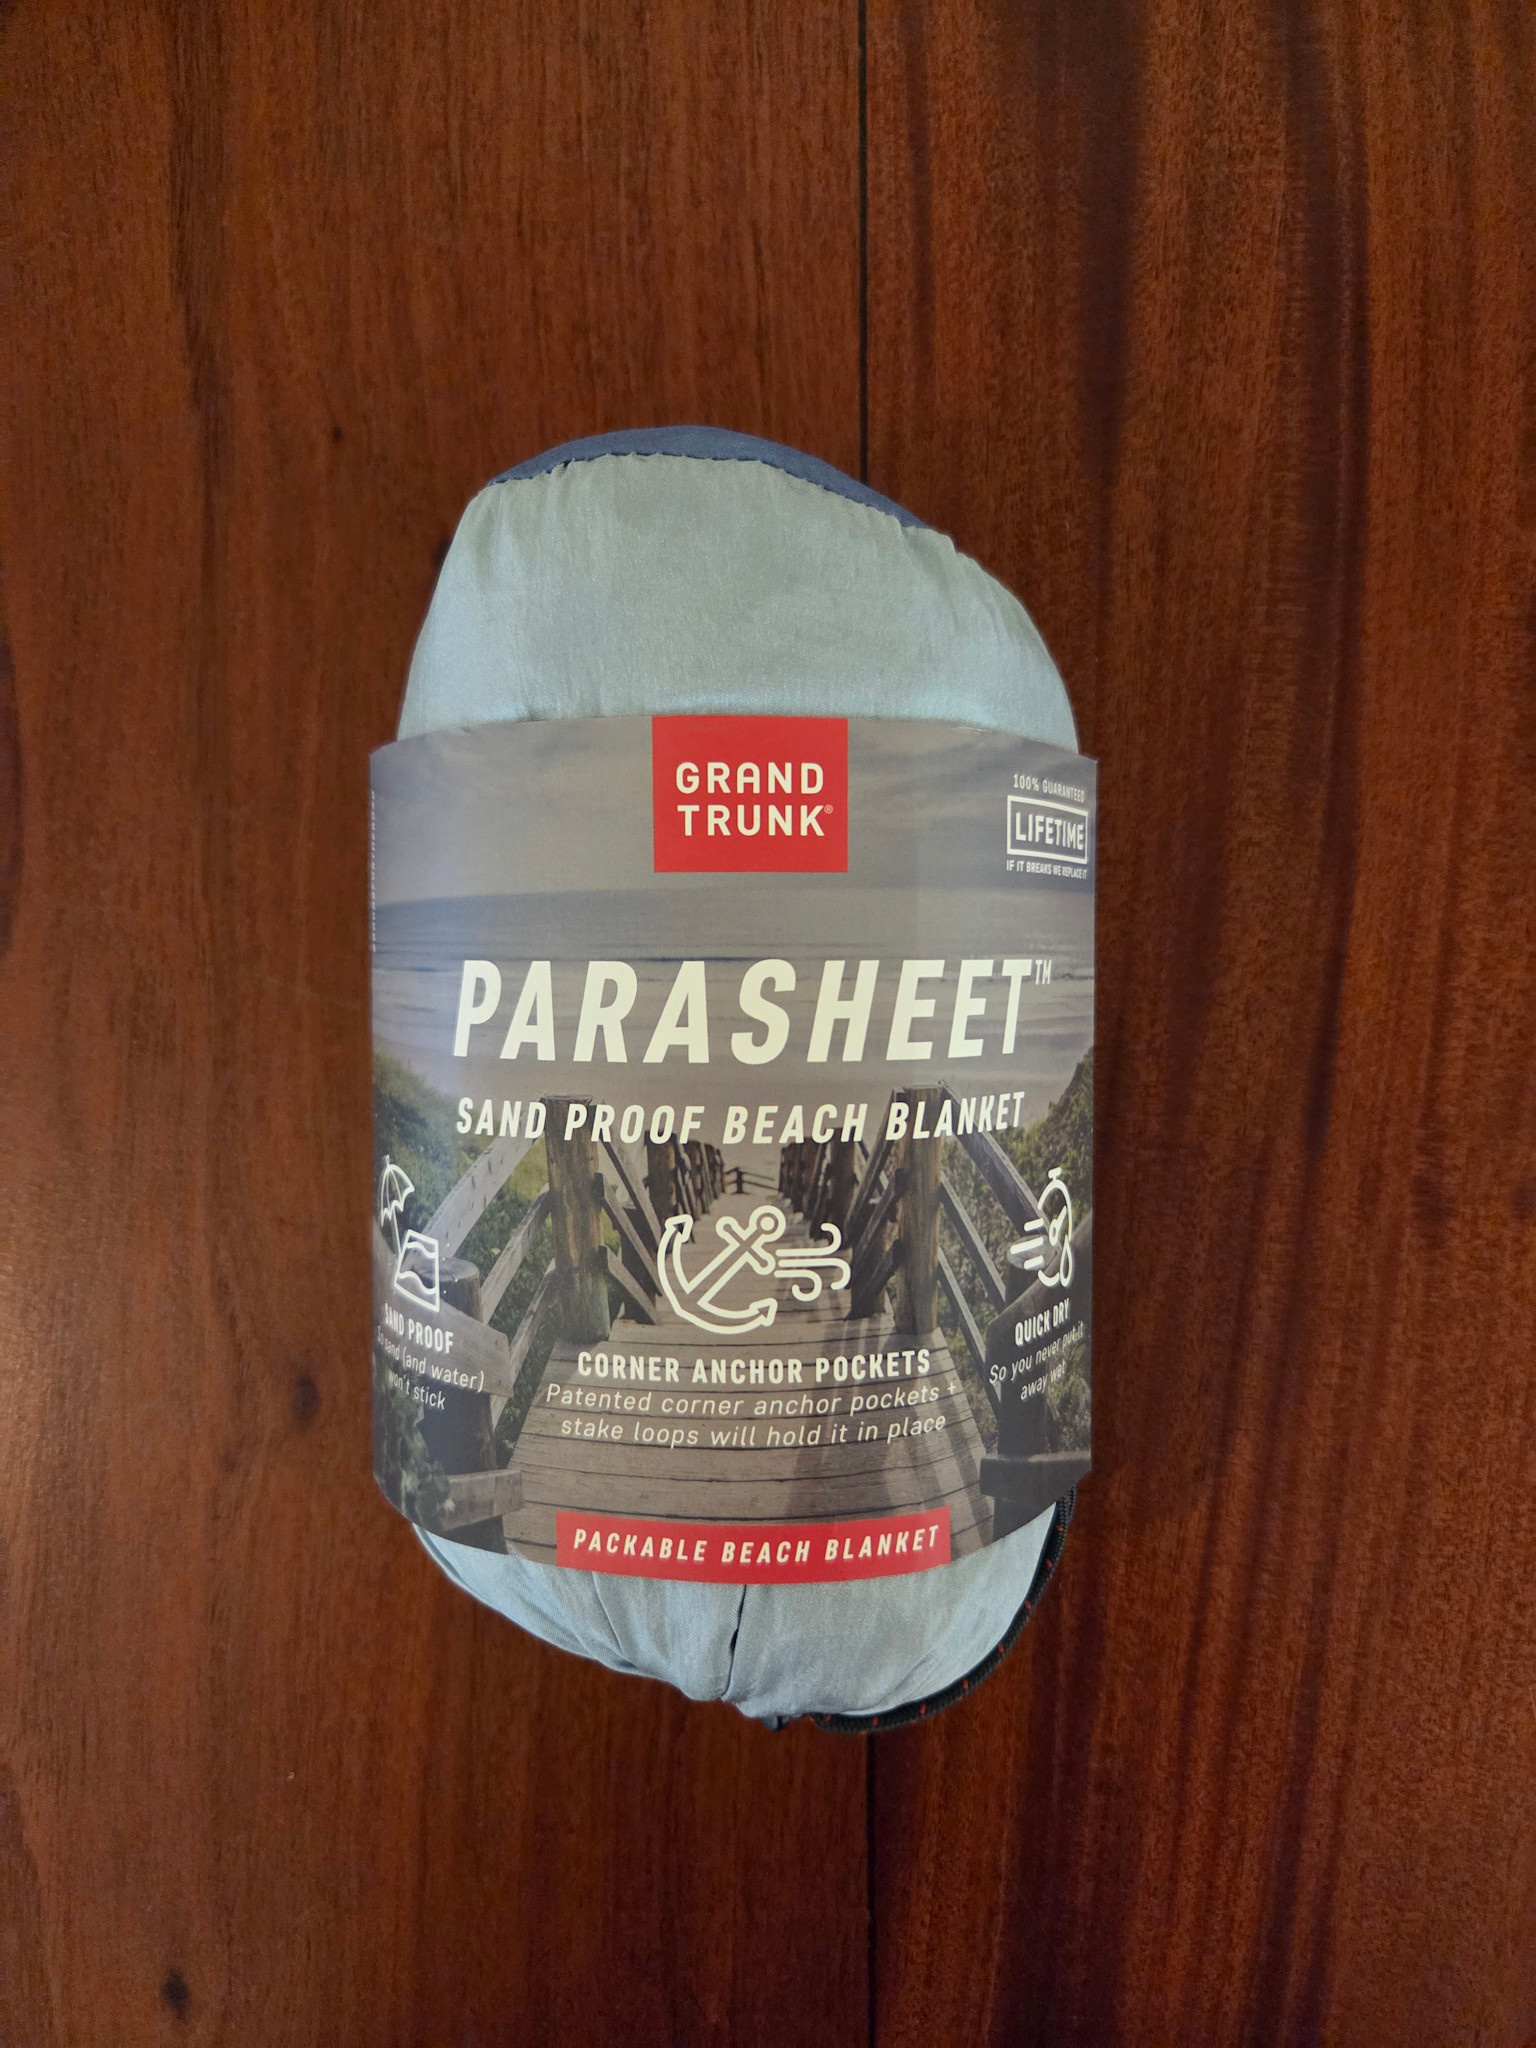 GRAND
TRUNK®
100% GUARANTEED
LIFETIME
IF IT BREAKS WE REPLACE IT
PARASHEET™
SAND PROOF BEACH BLANKET
SAND PROOF
So sand (and water)
won't stick
CORNER ANCHOR POCKETS
Patented corner anchor pockets +
stake loops will hold it in place
QUICK DRY
So you never put it
away wet
PACKABLE BEACH BLANKET